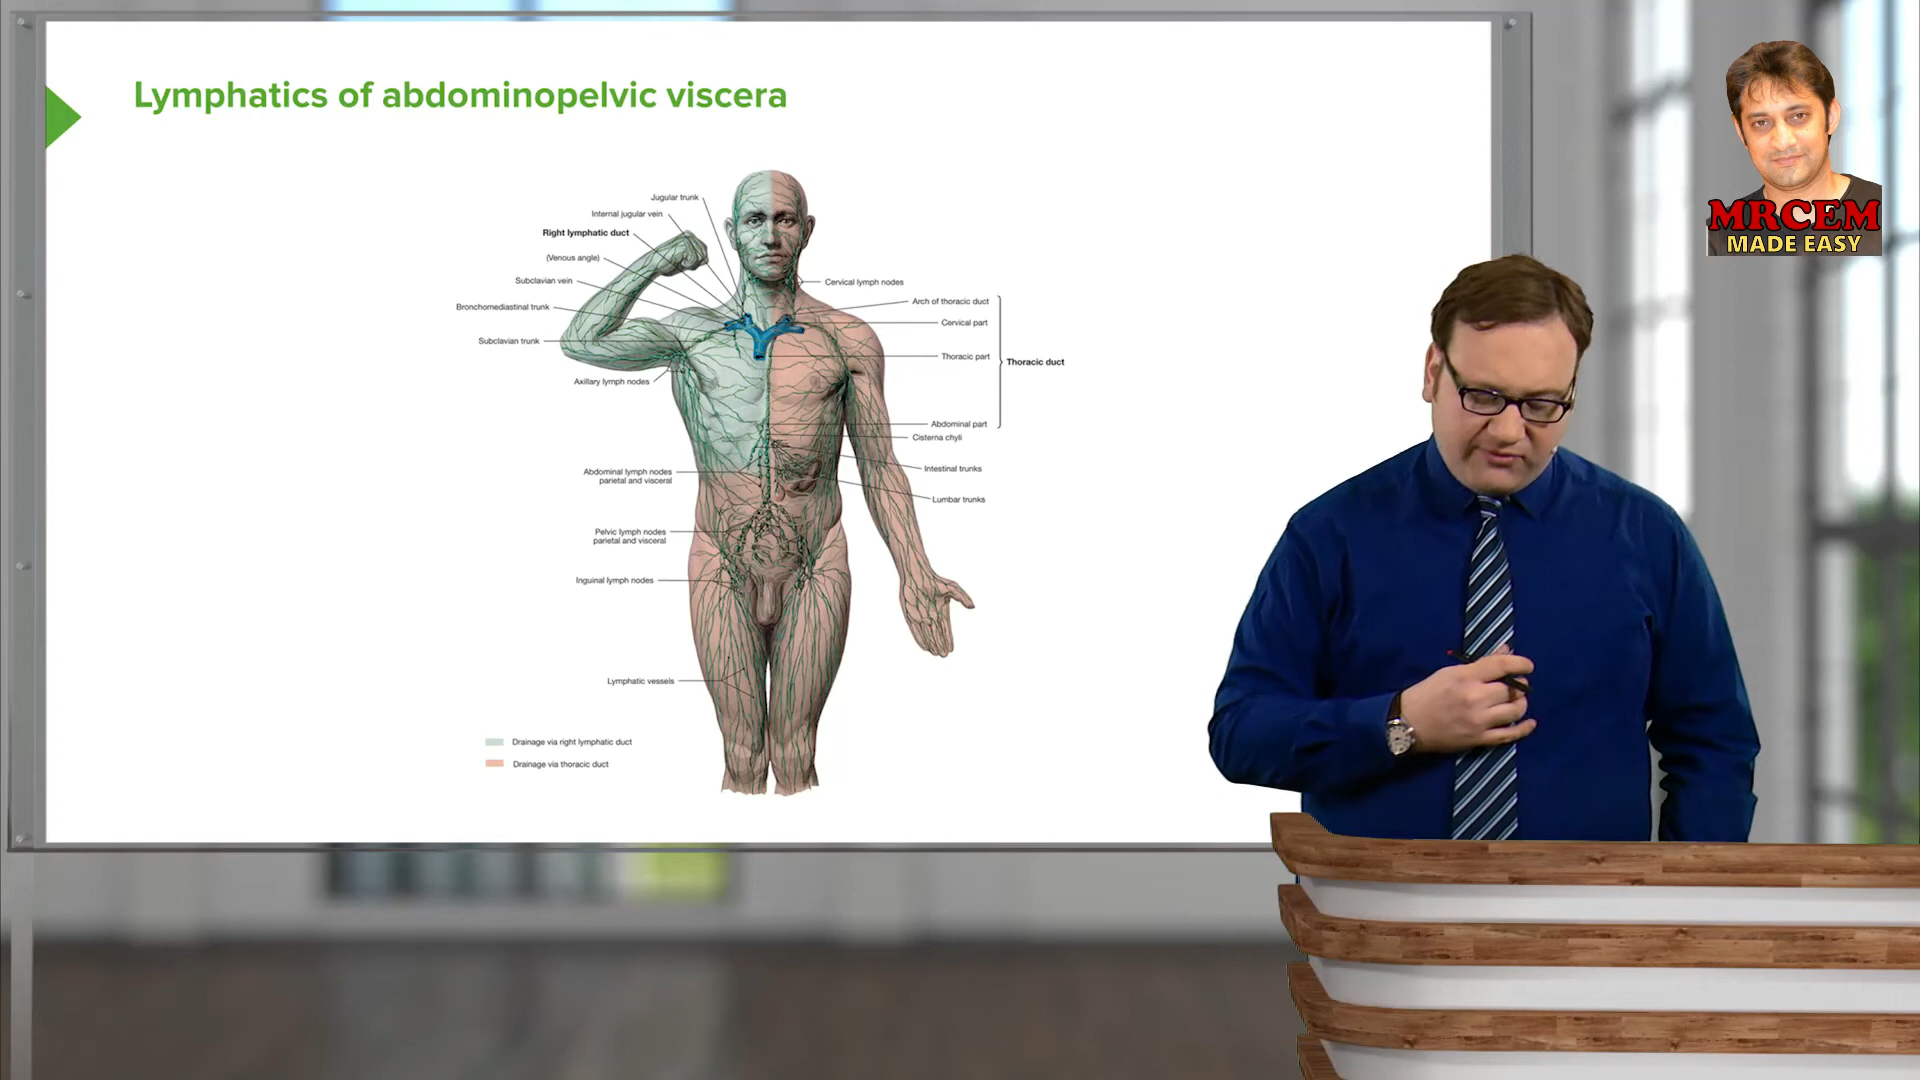 Lymphatics of abdominopelvic viscera
Jugular trunk
Internal jugular vein
Right lymphatic duct
(Venous angle)
Subclavian vein
Bronchomediastinal trunk
Subclavian trunk
Axillary lymph nodes
Abdominal lymph nodes
parietal and visceral
Pelvic lymph nodes
parietal and visceral
Inguinal lymph nodes
Lymphatic vessels
Cervical lymph nodes
Arch of thoracic duct
Cervical part
Thoracic part
Thoracic duct
Abdominal part
Cisterna chyli
Intestinal trunks
Lumbar trunks
Drainage via right lymphatic duct
Drainage via thoracic duct
MRCEM
MADE EASY